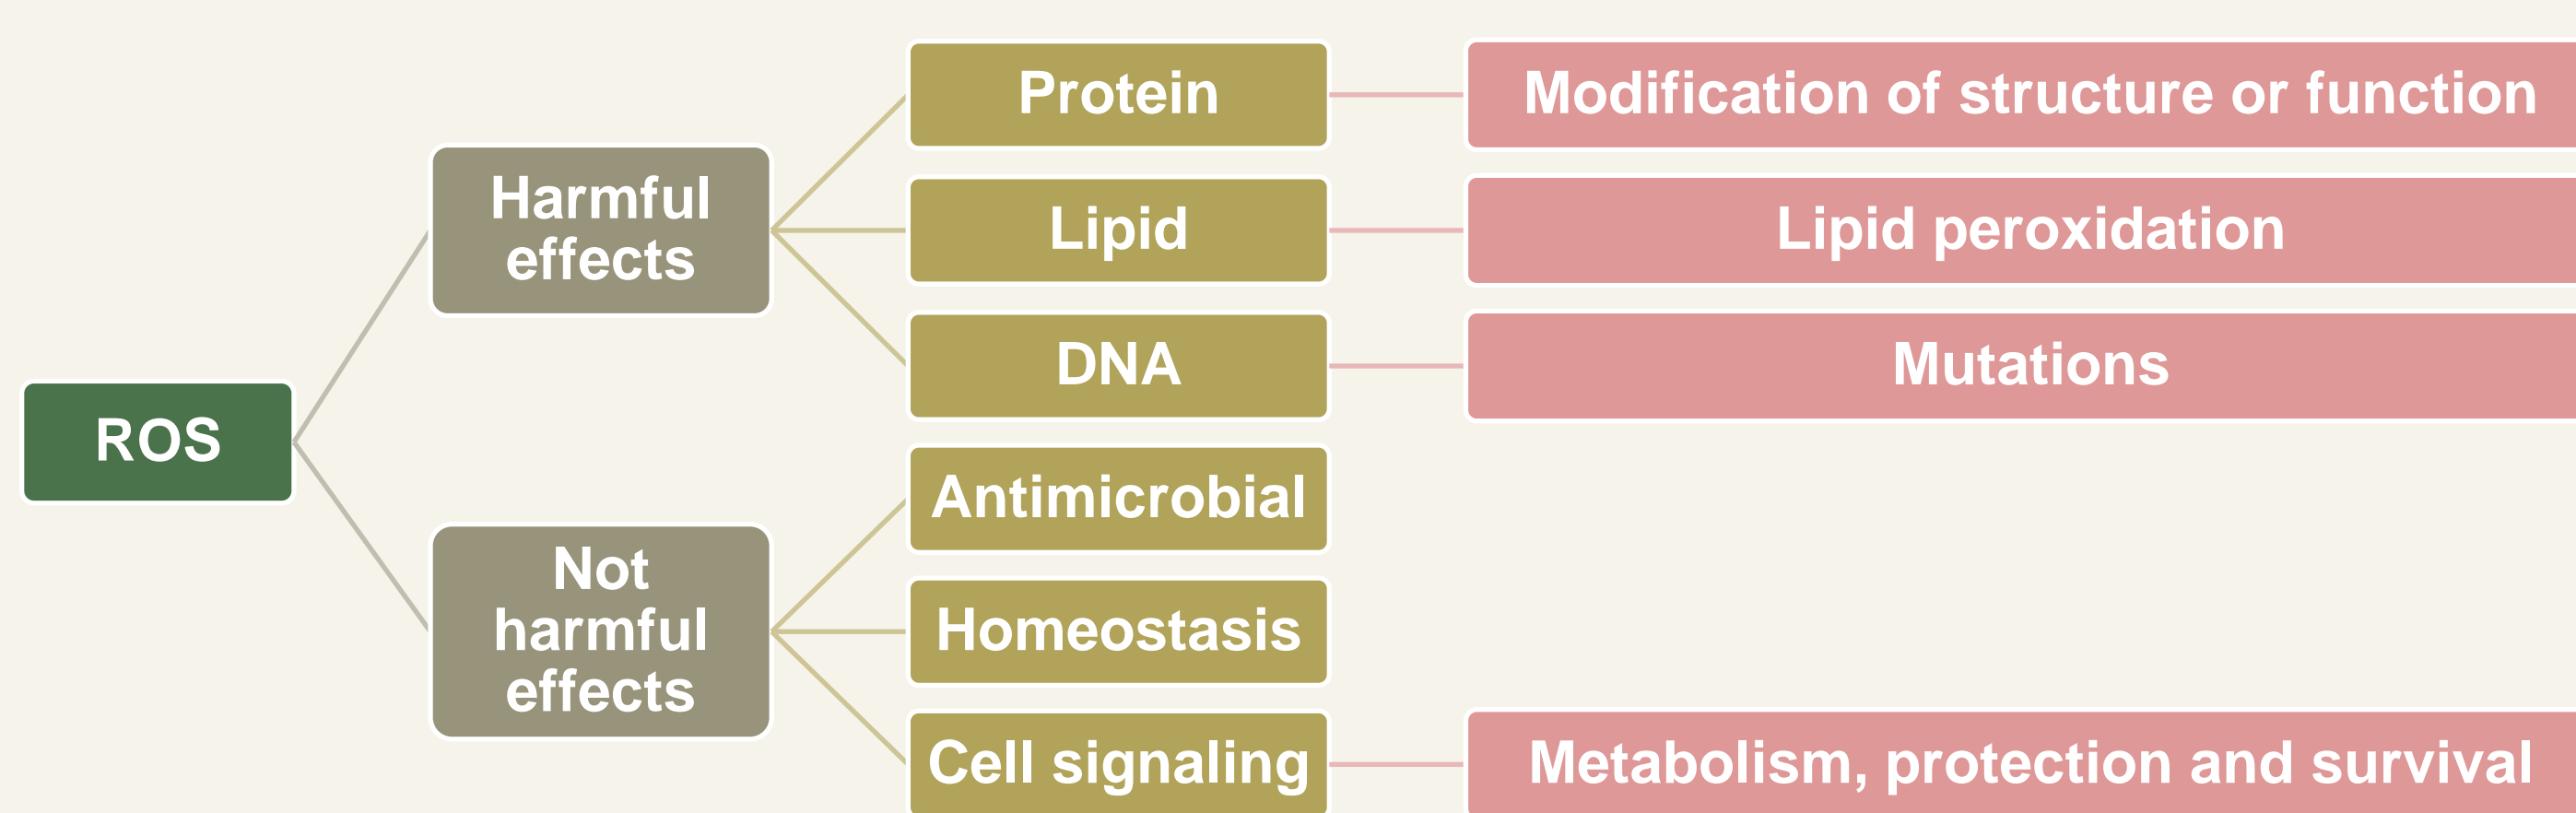 Protein
Modification of structure or function
Harmful
effects
Lipid
Lipid peroxidation
DNA
Mutations
ROS
Antimicrobial
Not
harmful
effects
Homeostasis
Cell signaling
Metabolism, protection and survival